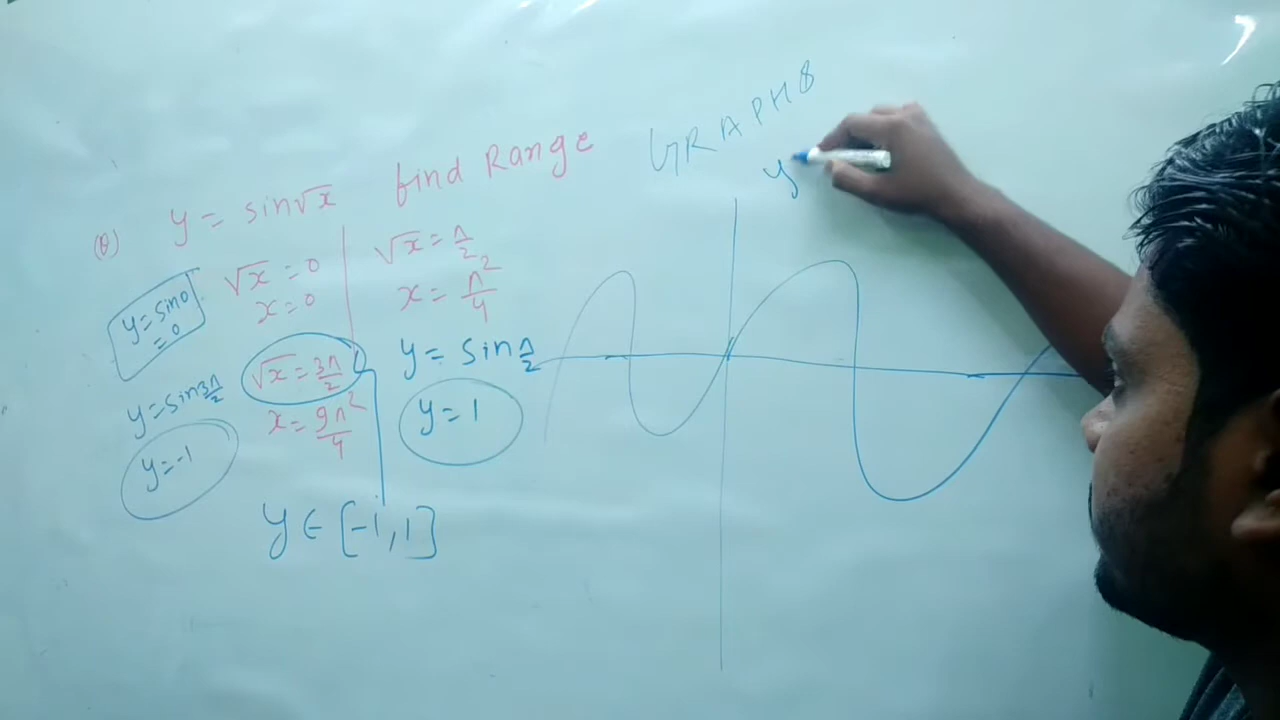 (Q) y = sin√x find Range
GRAPHS
y
√x = 0
x = 0
y = sin0
= 0
√x = π/2
x = π²/4
y = sin π/2
y = 1
√x = 3π/2
x = 9π²/4
y = sin 3π/2
y = -1
y ∈ [-1, 1]